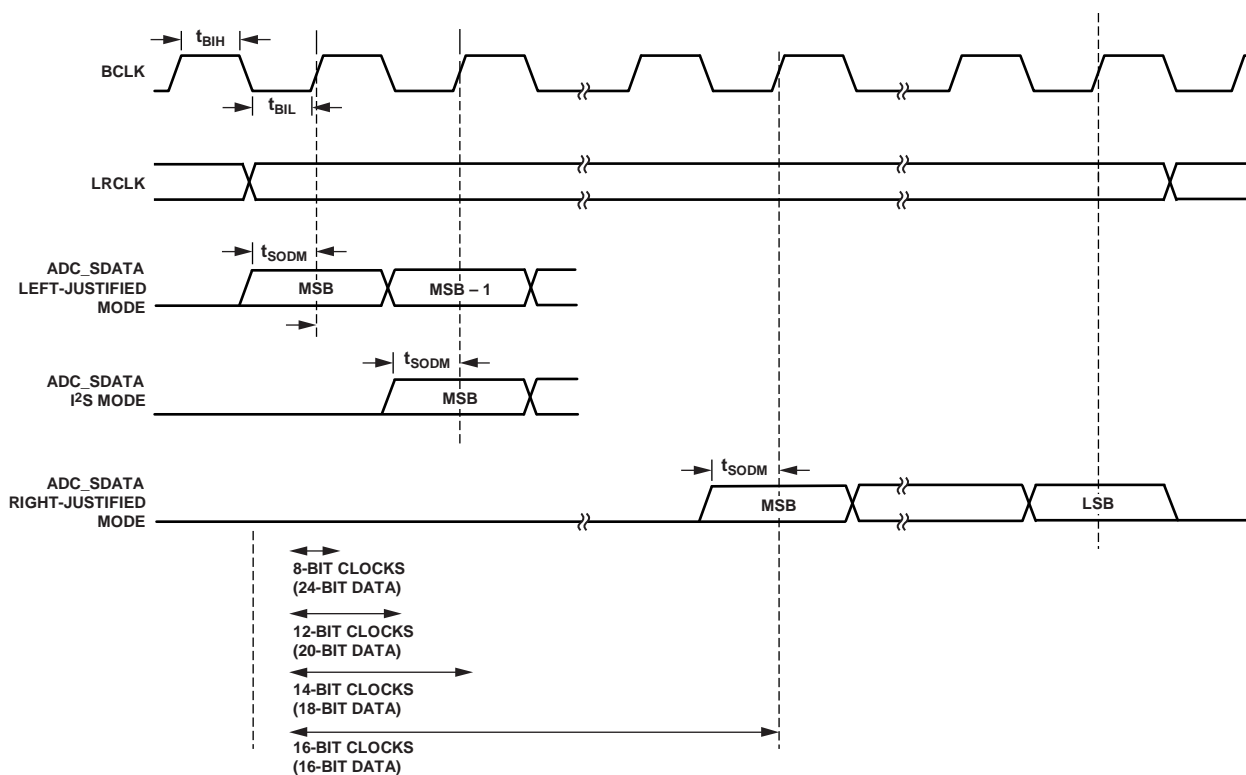 tBIH
BCLK
tBIL
LRCLK
tSODM
ADC_SDATA
LEFT-JUSTIFIED
MODE
MSB
MSB – 1
tSODM
ADC_SDATA
I²S MODE
MSB
tSODM
ADC_SDATA
RIGHT-JUSTIFIED
MODE
MSB
LSB
8-BIT CLOCKS
(24-BIT DATA)
12-BIT CLOCKS
(20-BIT DATA)
14-BIT CLOCKS
(18-BIT DATA)
16-BIT CLOCKS
(16-BIT DATA)